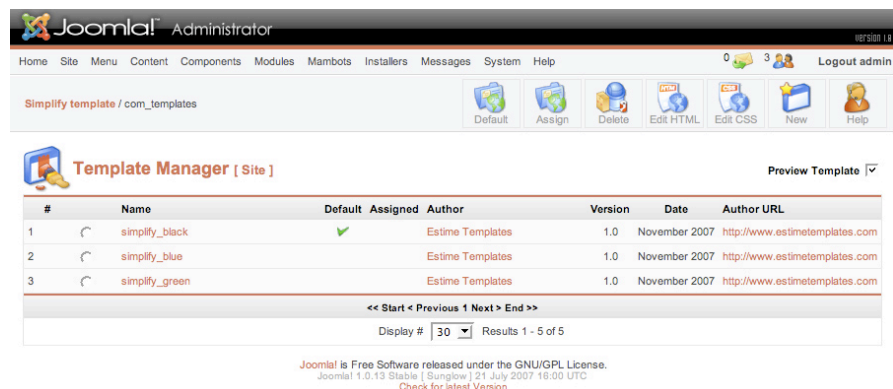 Joomla! Administrator
version 1.0
Home Site Menu Content Components Modules Mambots Installers Messages System Help 0 3 Logout admin
Simplify template / com_templates
Default Assign Delete Edit HTML Edit CSS New Help
Template Manager [ Site ] Preview Template
# Name Default Assigned Author Version Date Author URL
1 simplify_black Estime Templates 1.0 November 2007 http://www.estimetemplates.com
2 simplify_blue Estime Templates 1.0 November 2007 http://www.estimetemplates.com
3 simplify_green Estime Templates 1.0 November 2007 http://www.estimetemplates.com
<< Start < Previous 1 Next > End >>
Display # 30 Results 1 - 5 of 5
Joomla! is Free Software released under the GNU/GPL License.
Joomla! 1.0.13 Stable [ Sunglow ] 21 July 2007 16:00 UTC
Check for latest Version